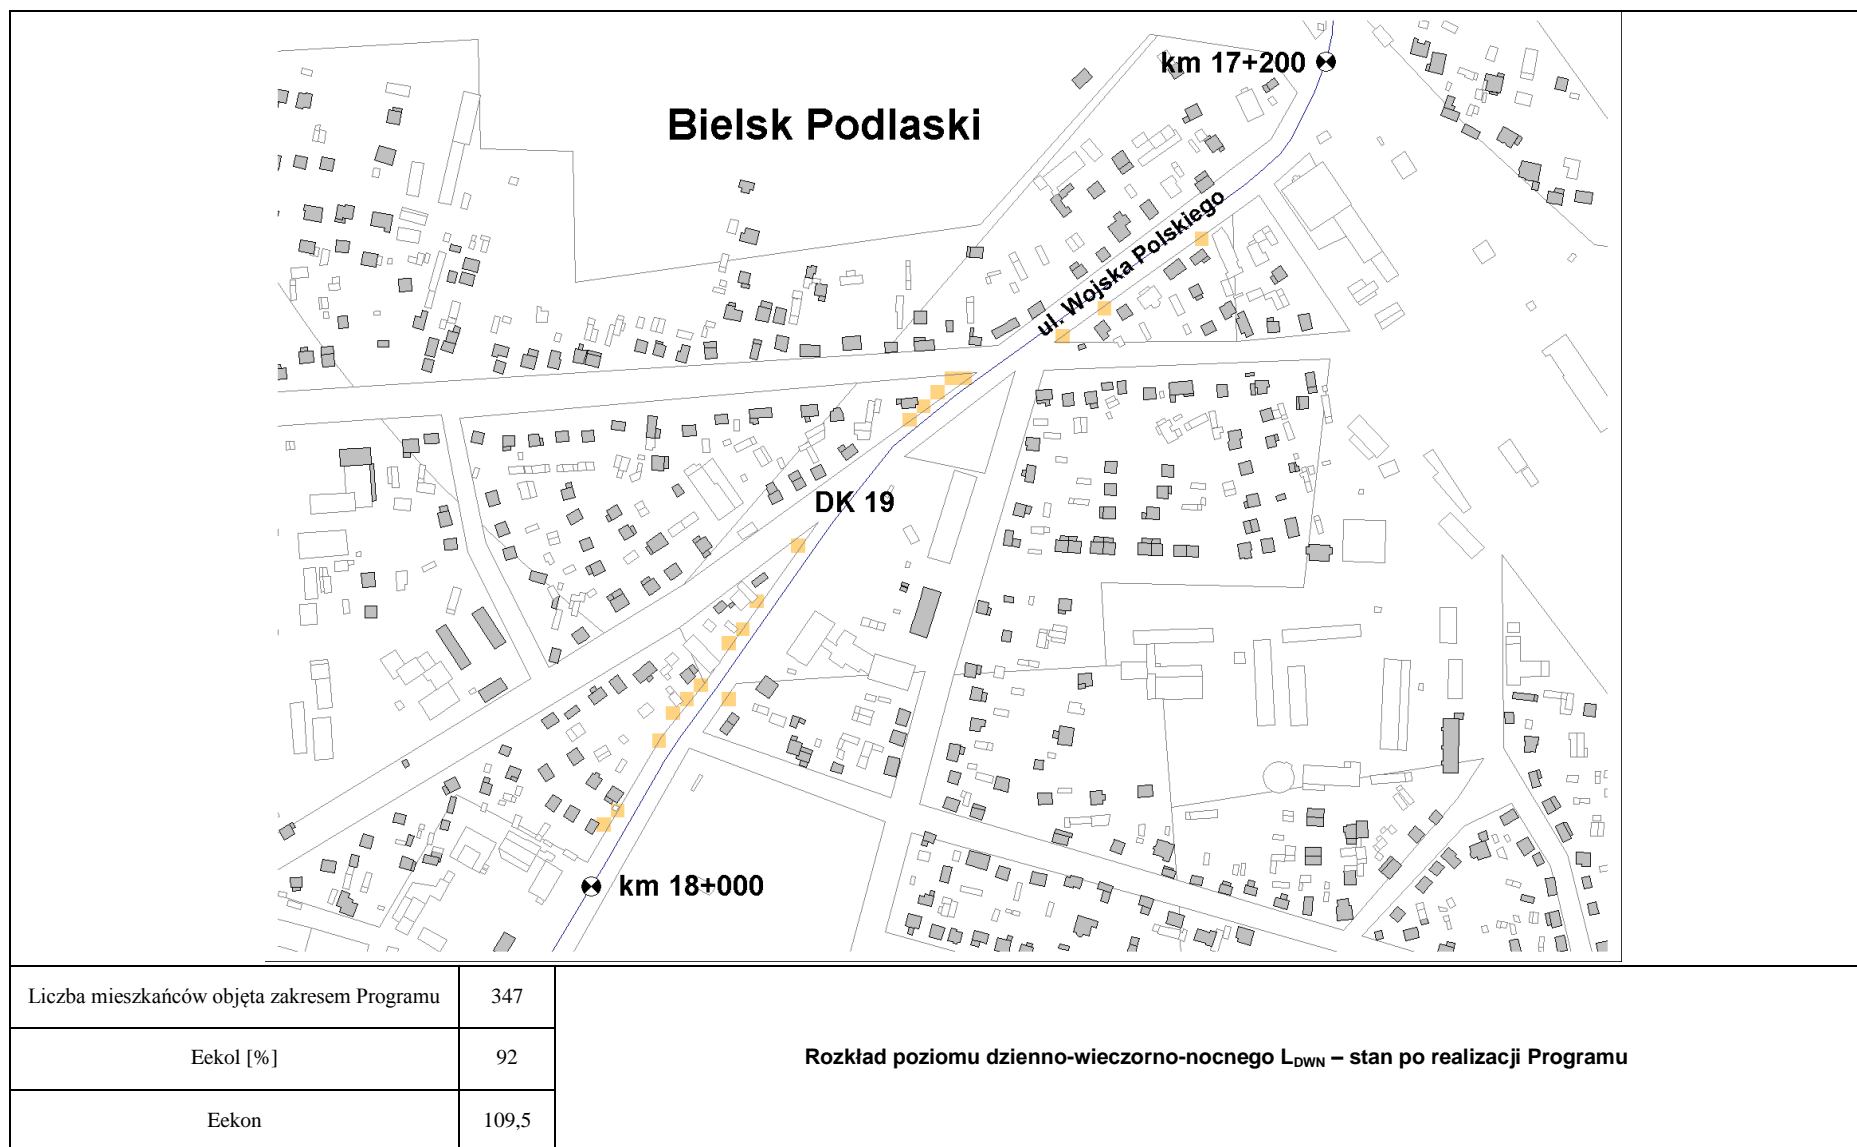 km 17+200
Bielsk Podlaski
ul. Wojska Polskiego
DK 19
km 18+000
Liczba mieszkańców objęta zakresem Programu 347
Eekol [%] 92
Rozkład poziomu dzienno-wieczorno-nocnego LDWN – stan po realizacji Programu
Eekon 109,5